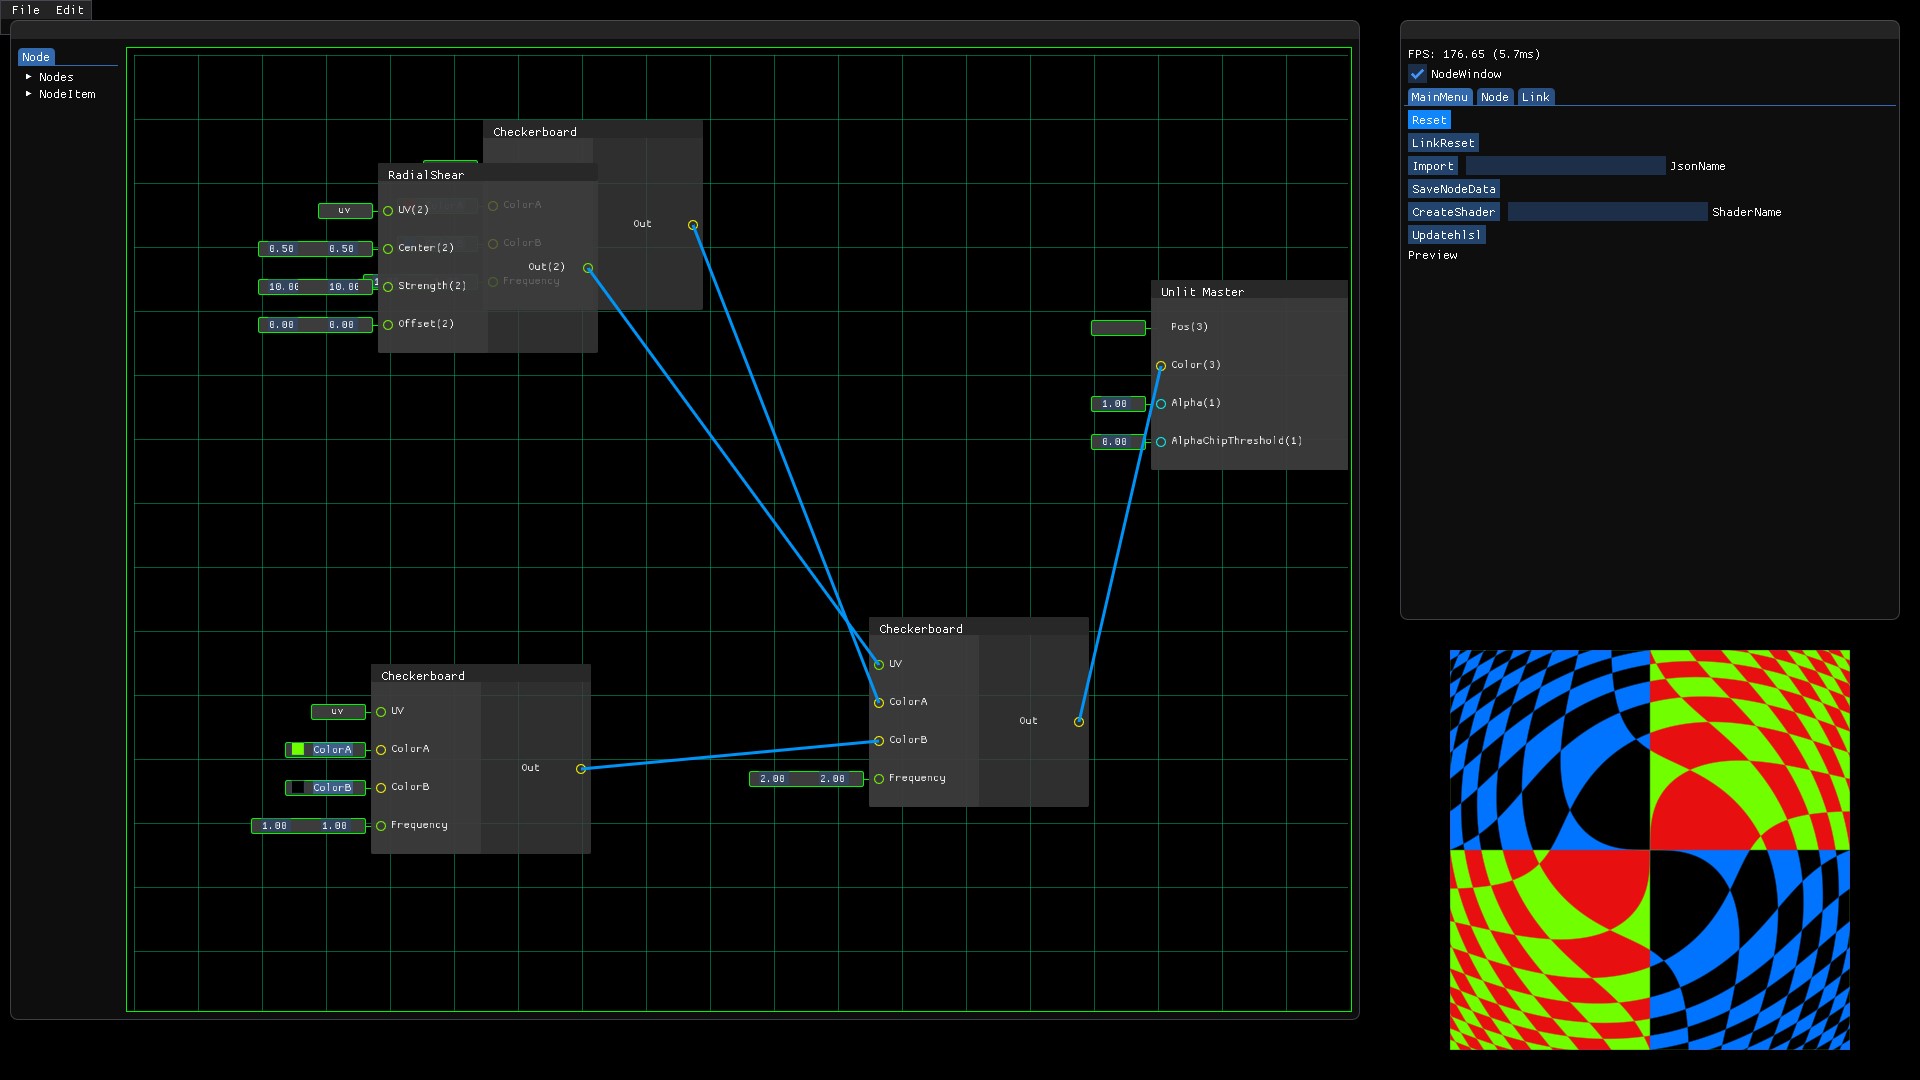 File Edit
Node
Nodes
NodeItem
Checkerboard
ColorA
ColorB
Frequency
Out
RadialShear
uv UV(2)
0.50 0.50 Center(2)
10.00 10.00 Strength(2)
0.00 0.00 Offset(2)
Out(2)
Unlit Master
Pos(3)
Color(3)
1.00 Alpha(1)
0.00 AlphaChipThreshold(1)
Checkerboard
UV
ColorA
ColorB
2.00 2.00 Frequency
Out
Checkerboard
uv UV
ColorA ColorA
ColorB ColorB
1.00 1.00 Frequency
Out
FPS: 176.65 (5.7ms)
NodeWindow
MainMenu Node Link
Reset
LinkReset
Import JsonName
SaveNodeData
CreateShader ShaderName
Updatehlsl
Preview